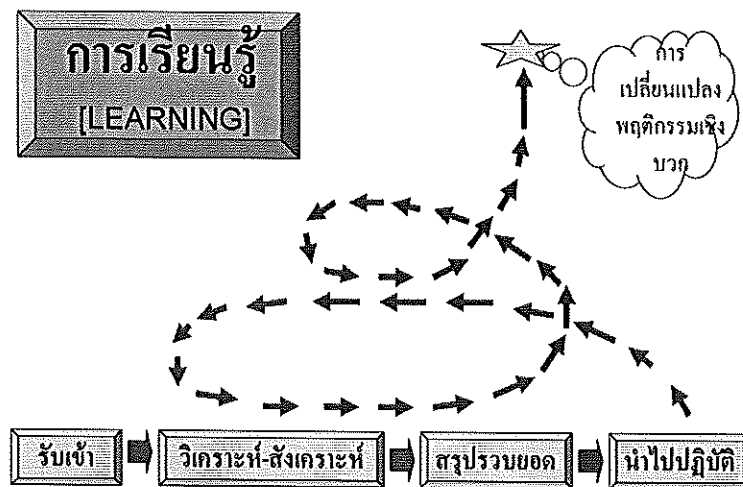 การเรียนรู้
[LEARNING]
การ
เปลี่ยนแปลง
พฤติกรรมเชิง
บวก
รับเข้า
วิเคราะห์-สังเคราะห์
สรุปรวบยอด
นำไปปฏิบัติ